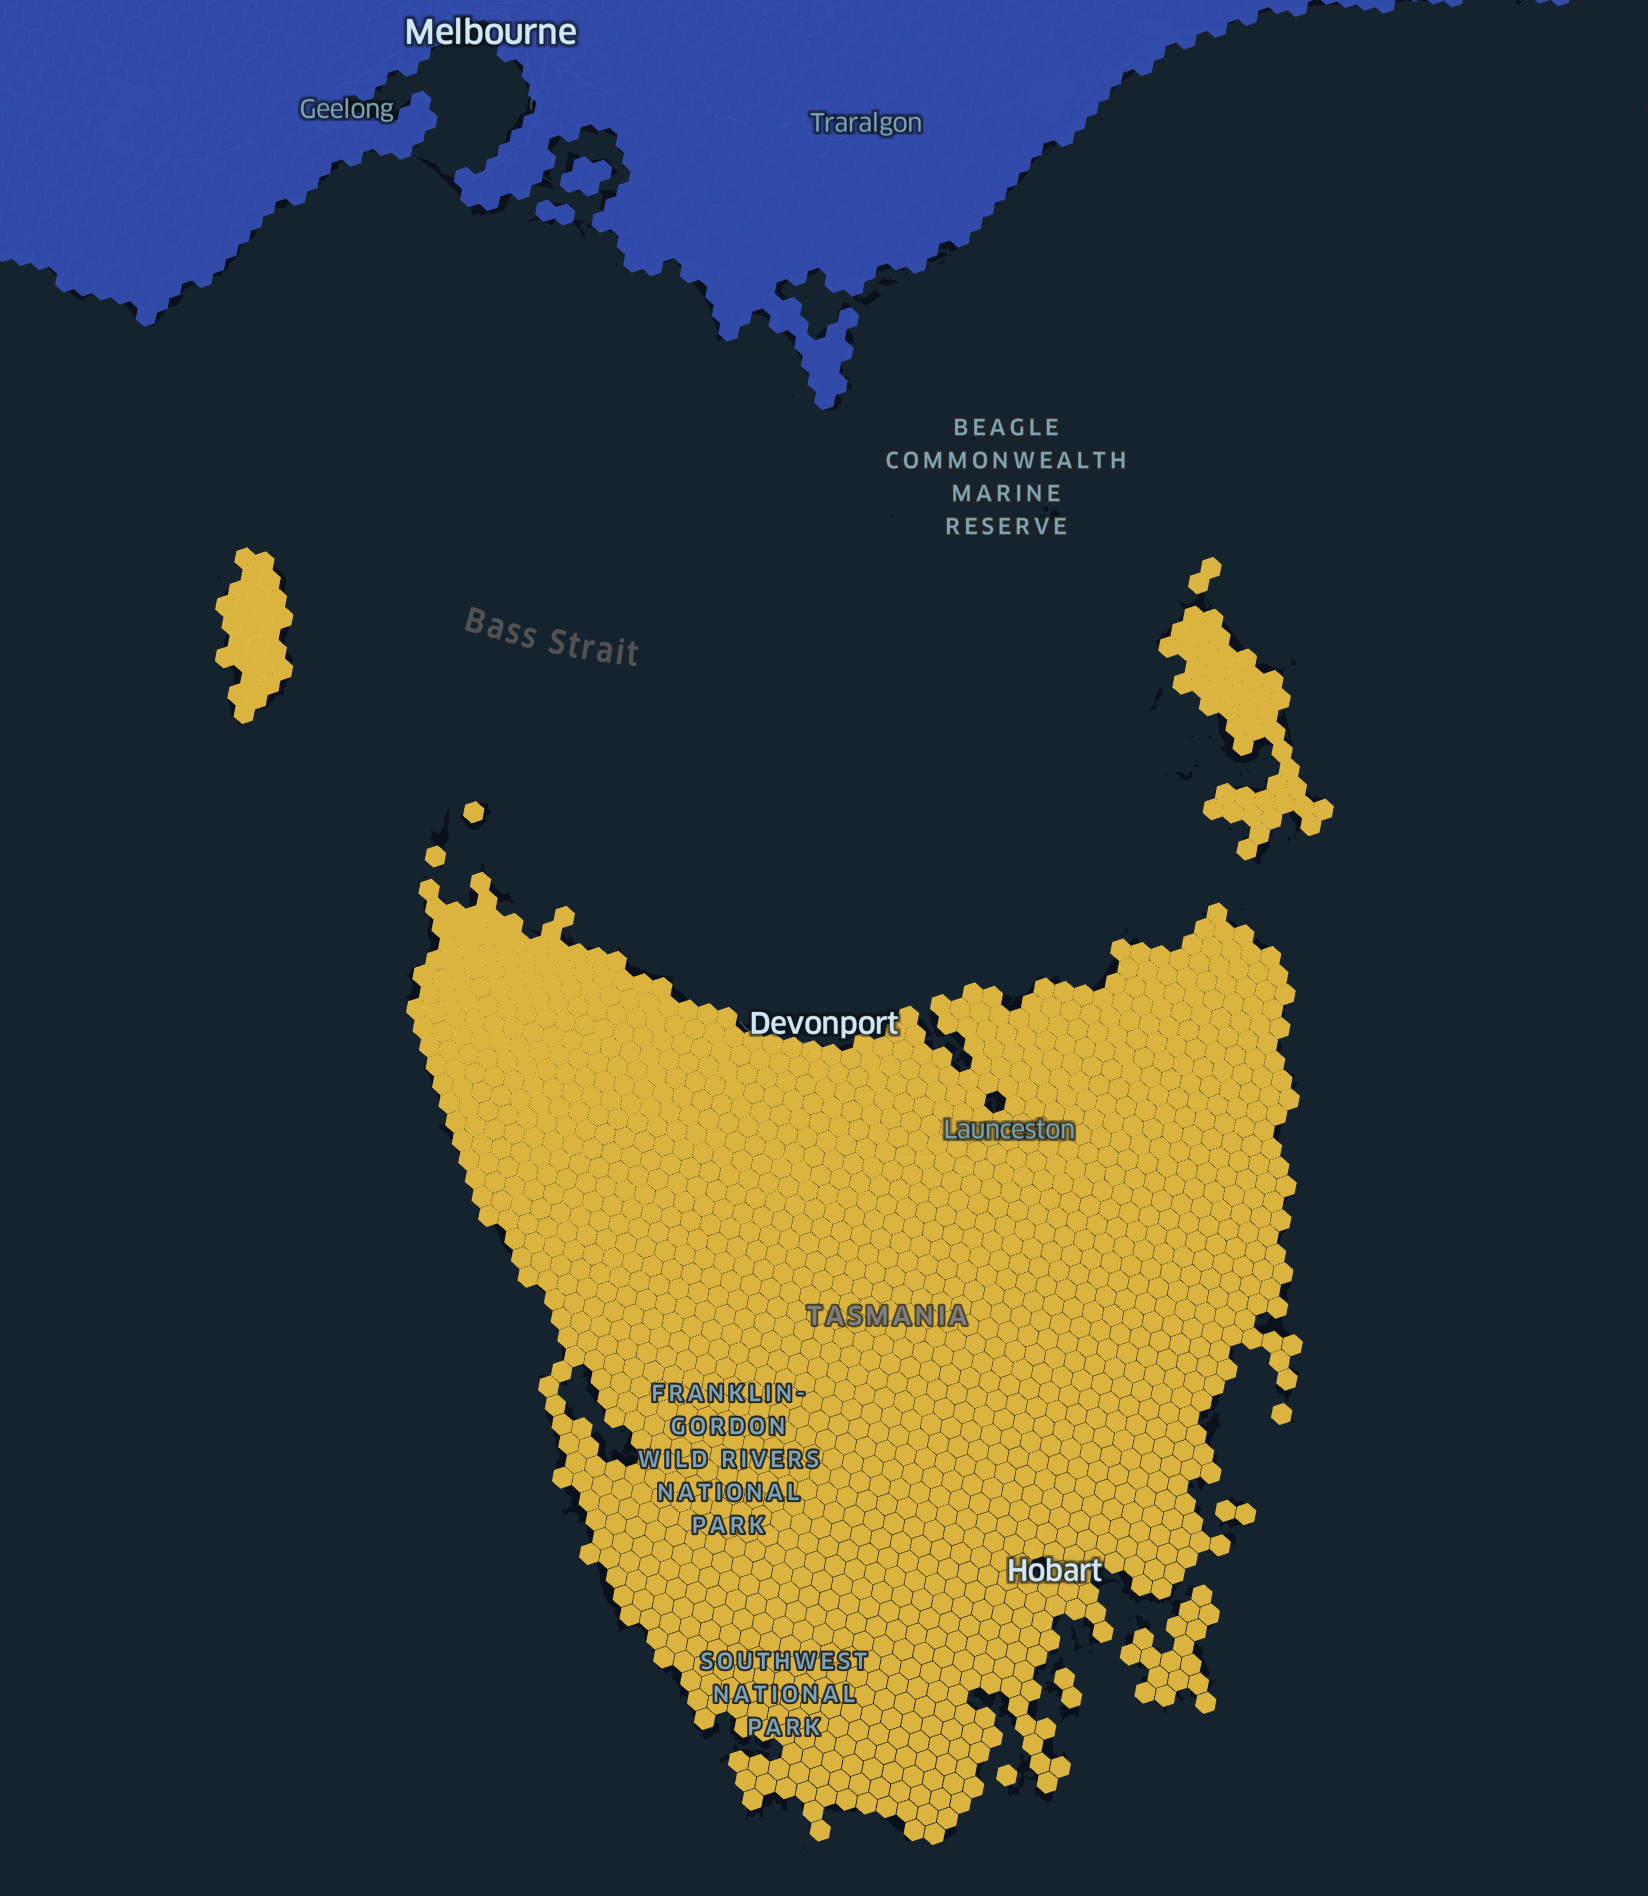 Melbourne
Geelong
Traralgon
BEAGLE
COMMONWEALTH
MARINE
RESERVE
Bass Strait
Devonport
Launceston
TASMANIA
FRANKLIN-
GORDON
WILD RIVERS
NATIONAL
PARK
Hobart
SOUTHWEST
NATIONAL
PARK